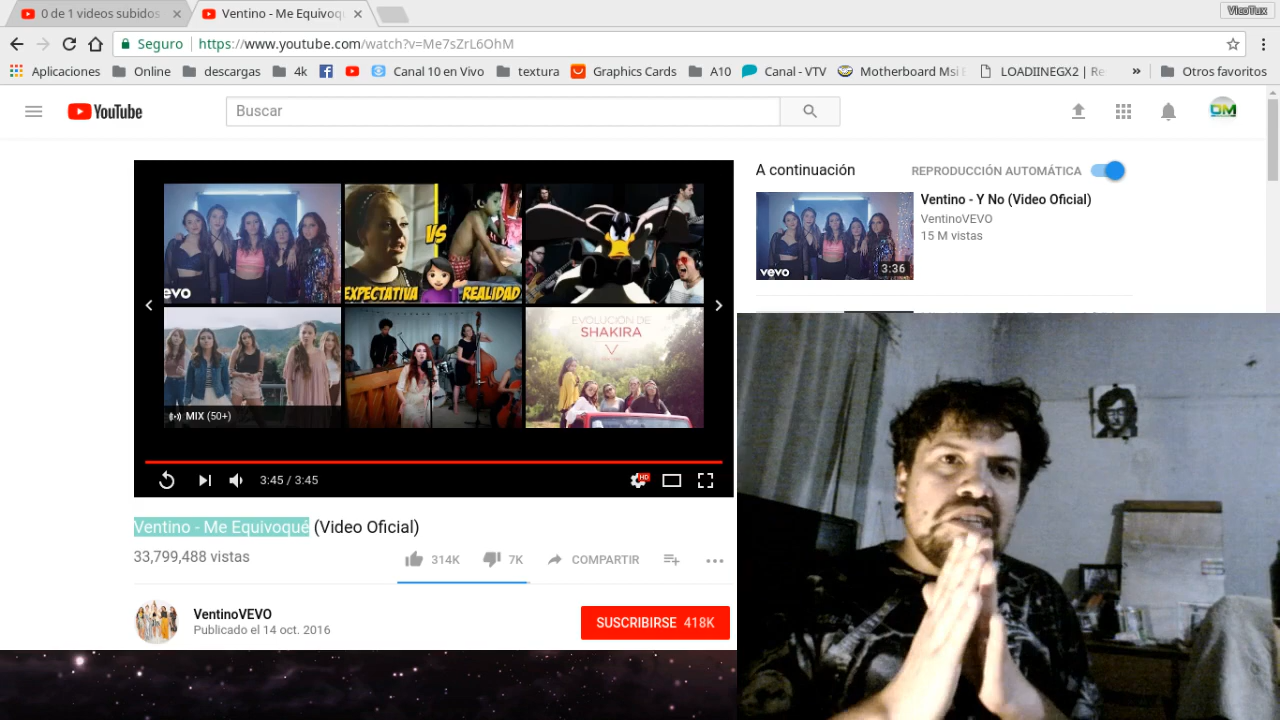 0 de 1 videos subidos
Ventino - Me Equivoqu
VicoTux
Seguro
https://www.youtube.com/watch?v=Me7sZrL6OhM
Aplicaciones
Online
descargas
4k
Canal 10 en Vivo
textura
Graphics Cards
A10
Canal - VTV
Motherboard Msi E
LOADIINEGX2 | Re
»
Otros favoritos
YouTube
Buscar
OM
A continuación
REPRODUCCIÓN AUTOMÁTICA
Ventino - Y No (Video Oficial)
VentinoVEVO
15 M vistas
vevo
3:36
evo
VS
EXPECTATIVA
REALIDAD
MIX (50+)
EVOLUCIÓN DE
SHAKIRA
V
3:45 / 3:45
HD
Ventino - Me Equivoqué (Video Oficial)
33,799,488 vistas
314K
7K
COMPARTIR
VentinoVEVO
Publicado el 14 oct. 2016
SUSCRIBIRSE 418K